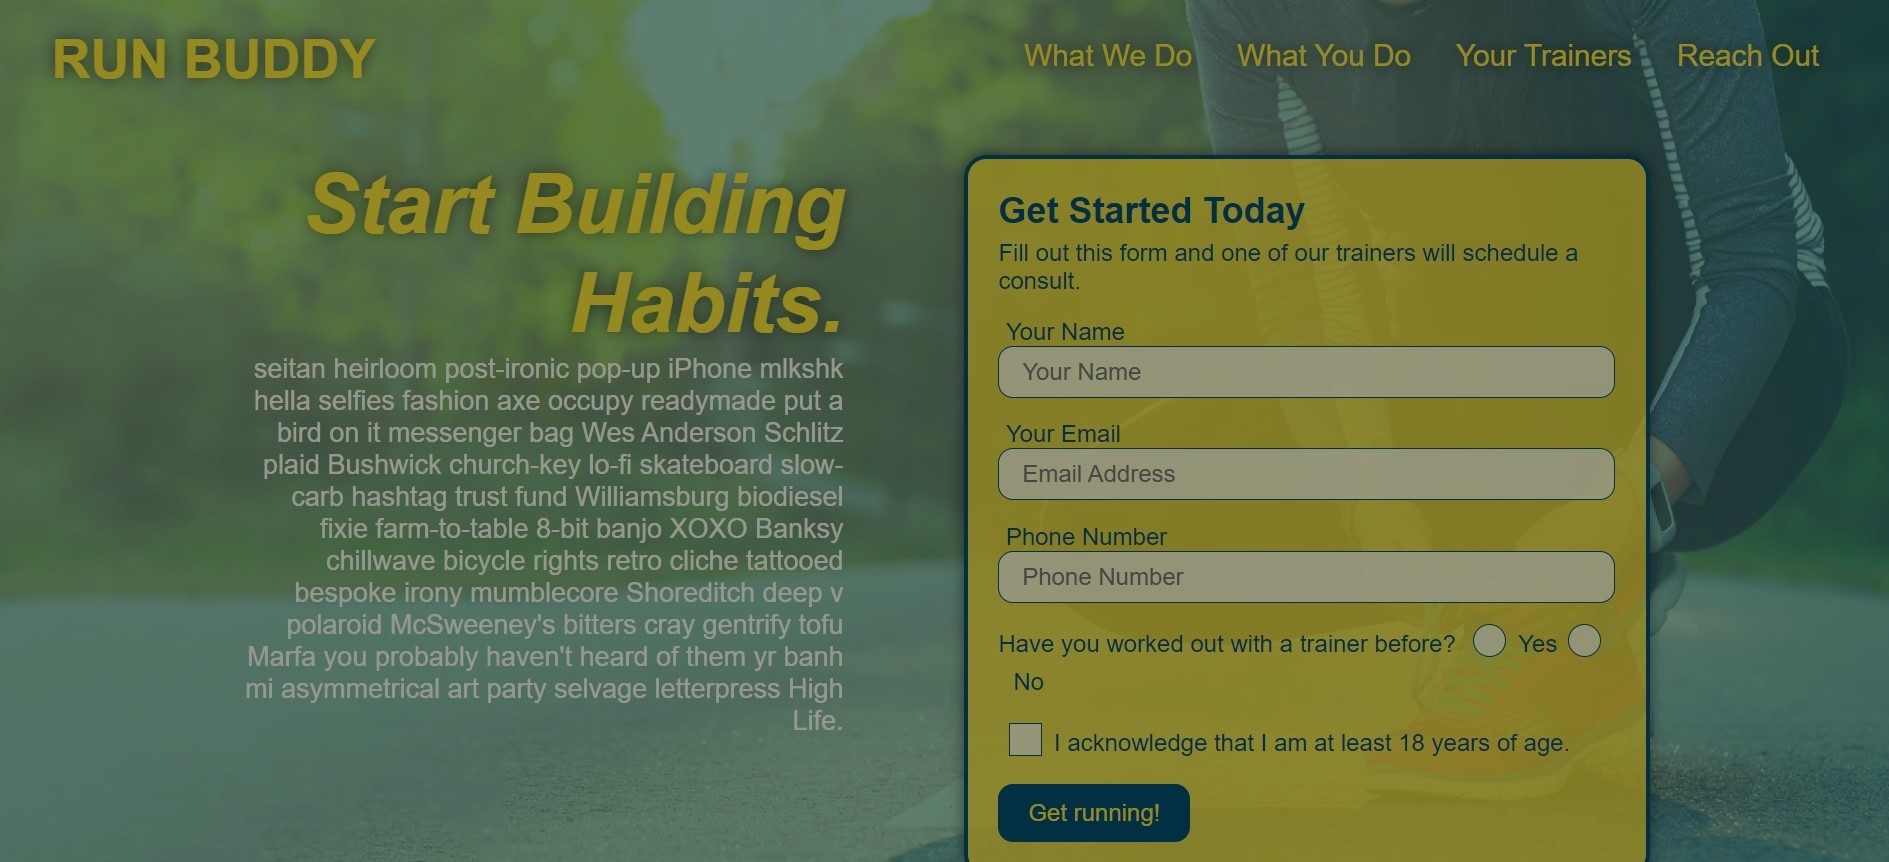 RUN BUDDY
What We Do What You Do Your Trainers Reach Out
Start Building
Habits.
seitan heirloom post-ironic pop-up iPhone mlkshk
hella selfies fashion axe occupy readymade put a
bird on it messenger bag Wes Anderson Schlitz
plaid Bushwick church-key lo-fi skateboard slow-
carb hashtag trust fund Williamsburg biodiesel
fixie farm-to-table 8-bit banjo XOXO Banksy
chillwave bicycle rights retro cliche tattooed
bespoke irony mumblecore Shoreditch deep v
polaroid McSweeney's bitters cray gentrify tofu
Marfa you probably haven't heard of them yr banh
mi asymmetrical art party selvage letterpress High
Life.
Get Started Today
Fill out this form and one of our trainers will schedule a
consult.
Your Name
Your Name
Your Email
Email Address
Phone Number
Phone Number
Have you worked out with a trainer before? Yes
No
I acknowledge that I am at least 18 years of age.
Get running!